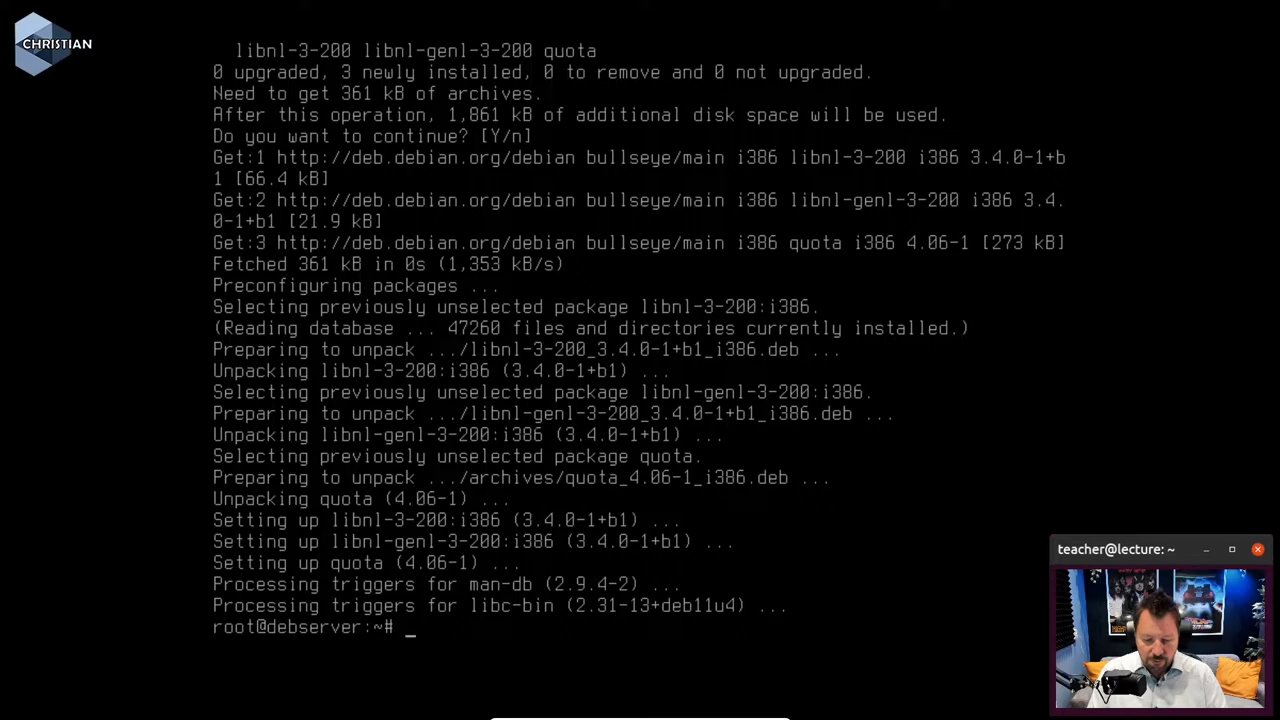 CHRISTIAN
libnl-3-200 libnl-genl-3-200 quota
0 upgraded, 3 newly installed, 0 to remove and 0 not upgraded.
Need to get 361 kB of archives.
After this operation, 1,861 kB of additional disk space will be used.
Do you want to continue? [Y/n]
Get:1 http://deb.debian.org/debian bullseye/main i386 libnl-3-200 i386 3.4.0-1+b
1 [66.4 kB]
Get:2 http://deb.debian.org/debian bullseye/main i386 libnl-genl-3-200 i386 3.4.
0-1+b1 [21.9 kB]
Get:3 http://deb.debian.org/debian bullseye/main i386 quota i386 4.06-1 [273 kB]
Fetched 361 kB in 0s (1,353 kB/s)
Preconfiguring packages ...
Selecting previously unselected package libnl-3-200:i386.
(Reading database ... 47260 files and directories currently installed.)
Preparing to unpack .../libnl-3-200_3.4.0-1+b1_i386.deb ...
Unpacking libnl-3-200:i386 (3.4.0-1+b1) ...
Selecting previously unselected package libnl-genl-3-200:i386.
Preparing to unpack .../libnl-genl-3-200_3.4.0-1+b1_i386.deb ...
Unpacking libnl-genl-3-200:i386 (3.4.0-1+b1) ...
Selecting previously unselected package quota.
Preparing to unpack .../archives/quota_4.06-1_i386.deb ...
Unpacking quota (4.06-1) ...
Setting up libnl-3-200:i386 (3.4.0-1+b1) ...
Setting up libnl-genl-3-200:i386 (3.4.0-1+b1) ...
Setting up quota (4.06-1) ...
Processing triggers for man-db (2.9.4-2) ...
Processing triggers for libc-bin (2.31-13+deb11u4) ...
root@debserver:~# _
teacher@lecture: ~